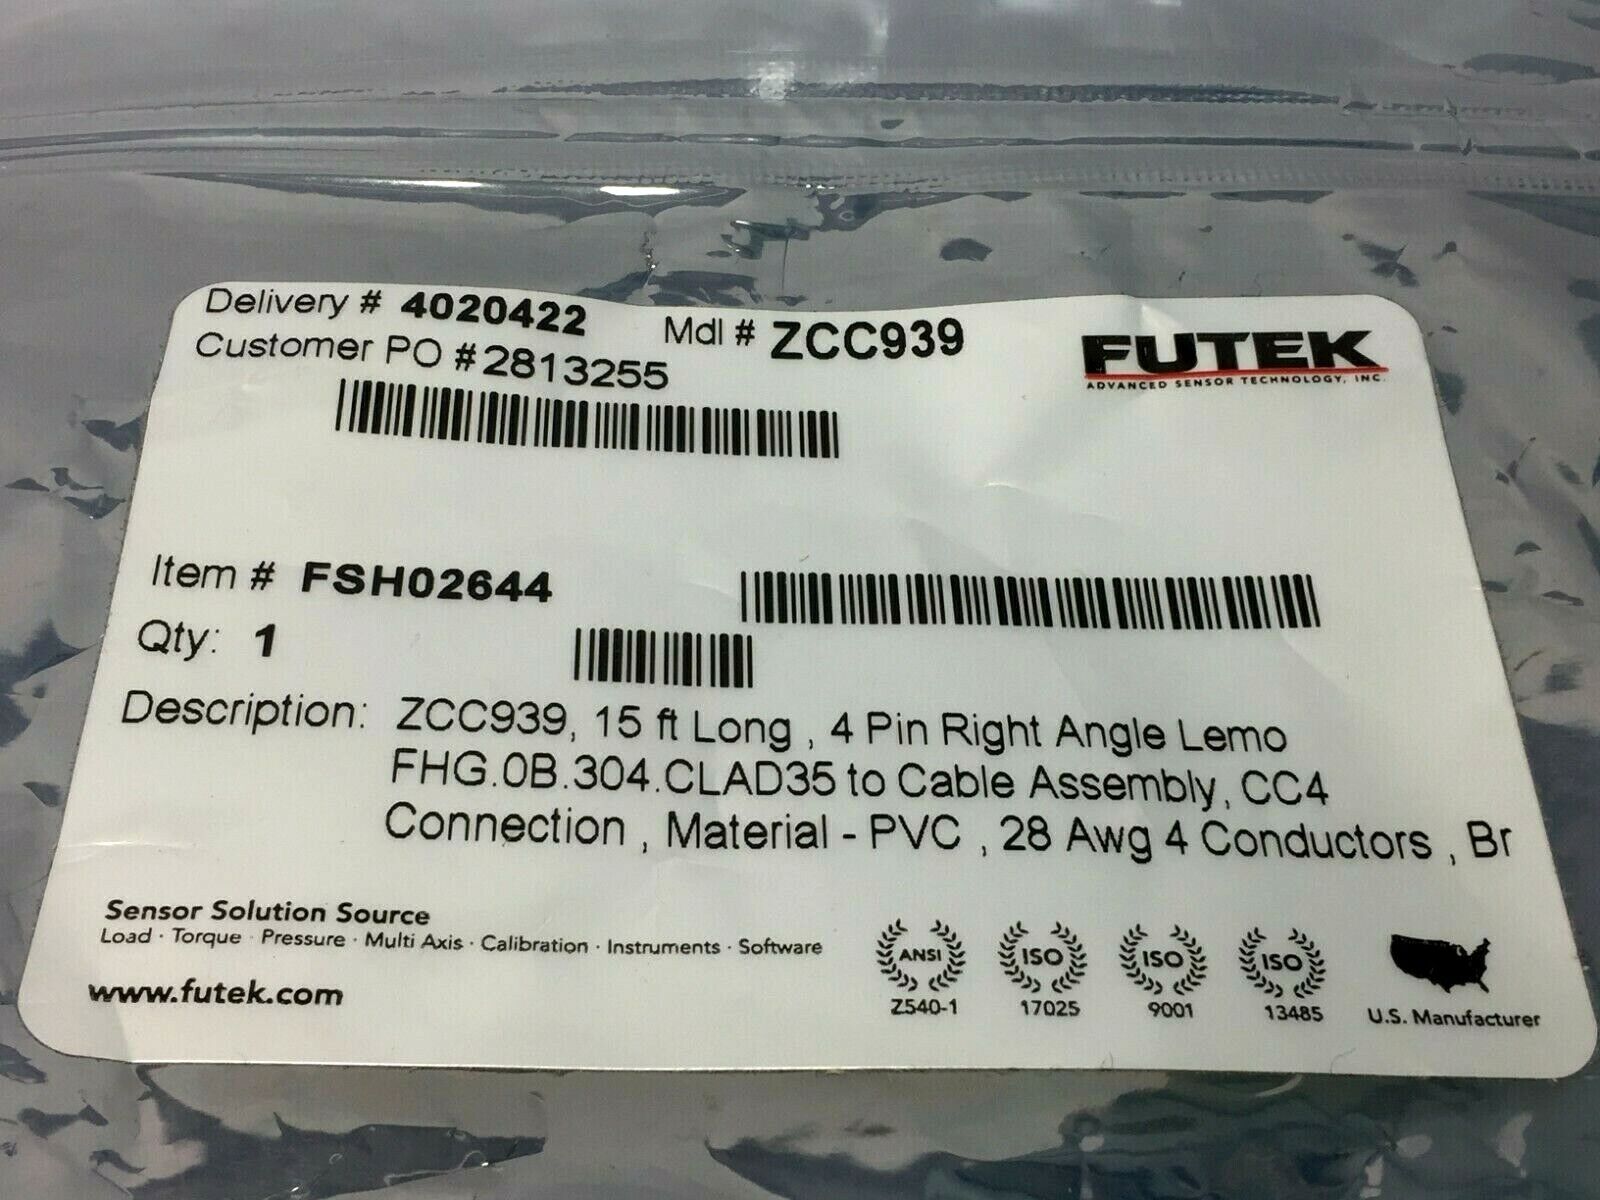 Delivery # 4020422
Mdl # ZCC939
Customer PO # 2813255
FUTEK
ADVANCED SENSOR TECHNOLOGY, INC.
Item # FSH02644
Qty: 1
Description: ZCC939, 15 ft Long , 4 Pin Right Angle Lemo
FHG.0B.304.CLAD35 to Cable Assembly, CC4
Connection , Material - PVC , 28 Awg 4 Conductors , Br
Sensor Solution Source
Load · Torque · Pressure · Multi Axis · Calibration · Instruments · Software
www.futek.com
ANSI
Z540-1
ISO
17025
ISO
9001
ISO
13485
U.S. Manufacturer